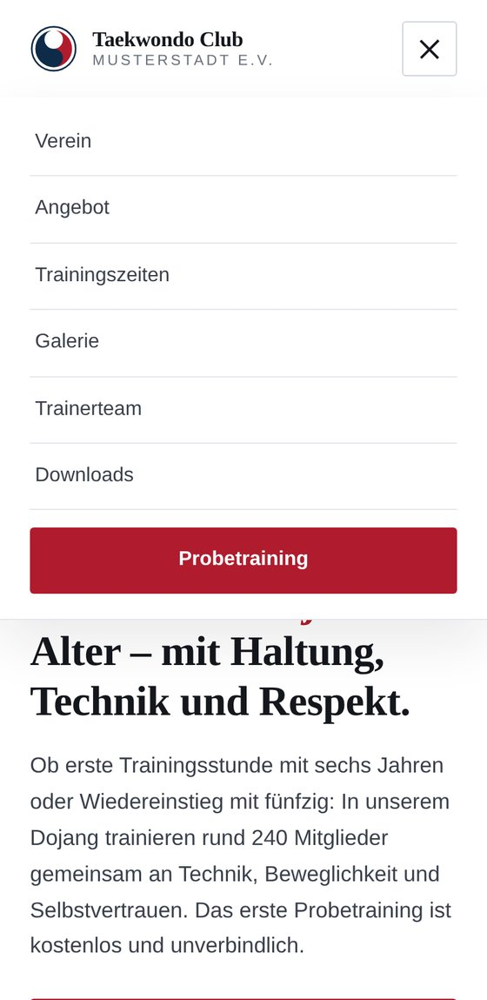 Taekwondo Club
MUSTERSTADT E.V.
Verein
Angebot
Trainingszeiten
Galerie
Trainerteam
Downloads
Probetraining
Alter – mit Haltung,
Technik und Respekt.
Ob erste Trainingsstunde mit sechs Jahren
oder Wiedereinstieg mit fünfzig: In unserem
Dojang trainieren rund 240 Mitglieder
gemeinsam an Technik, Beweglichkeit und
Selbstvertrauen. Das erste Probetraining ist
kostenlos und unverbindlich.